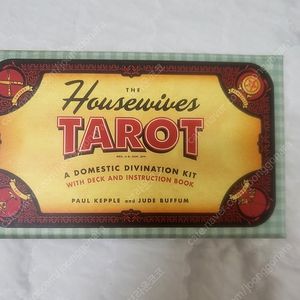 THE
Housewives
TAROT
A DOMESTIC DIVINATION KIT
WITH DECK AND INSTRUCTION BOOK
PAUL KEPPLE and JUDE BUFFUM